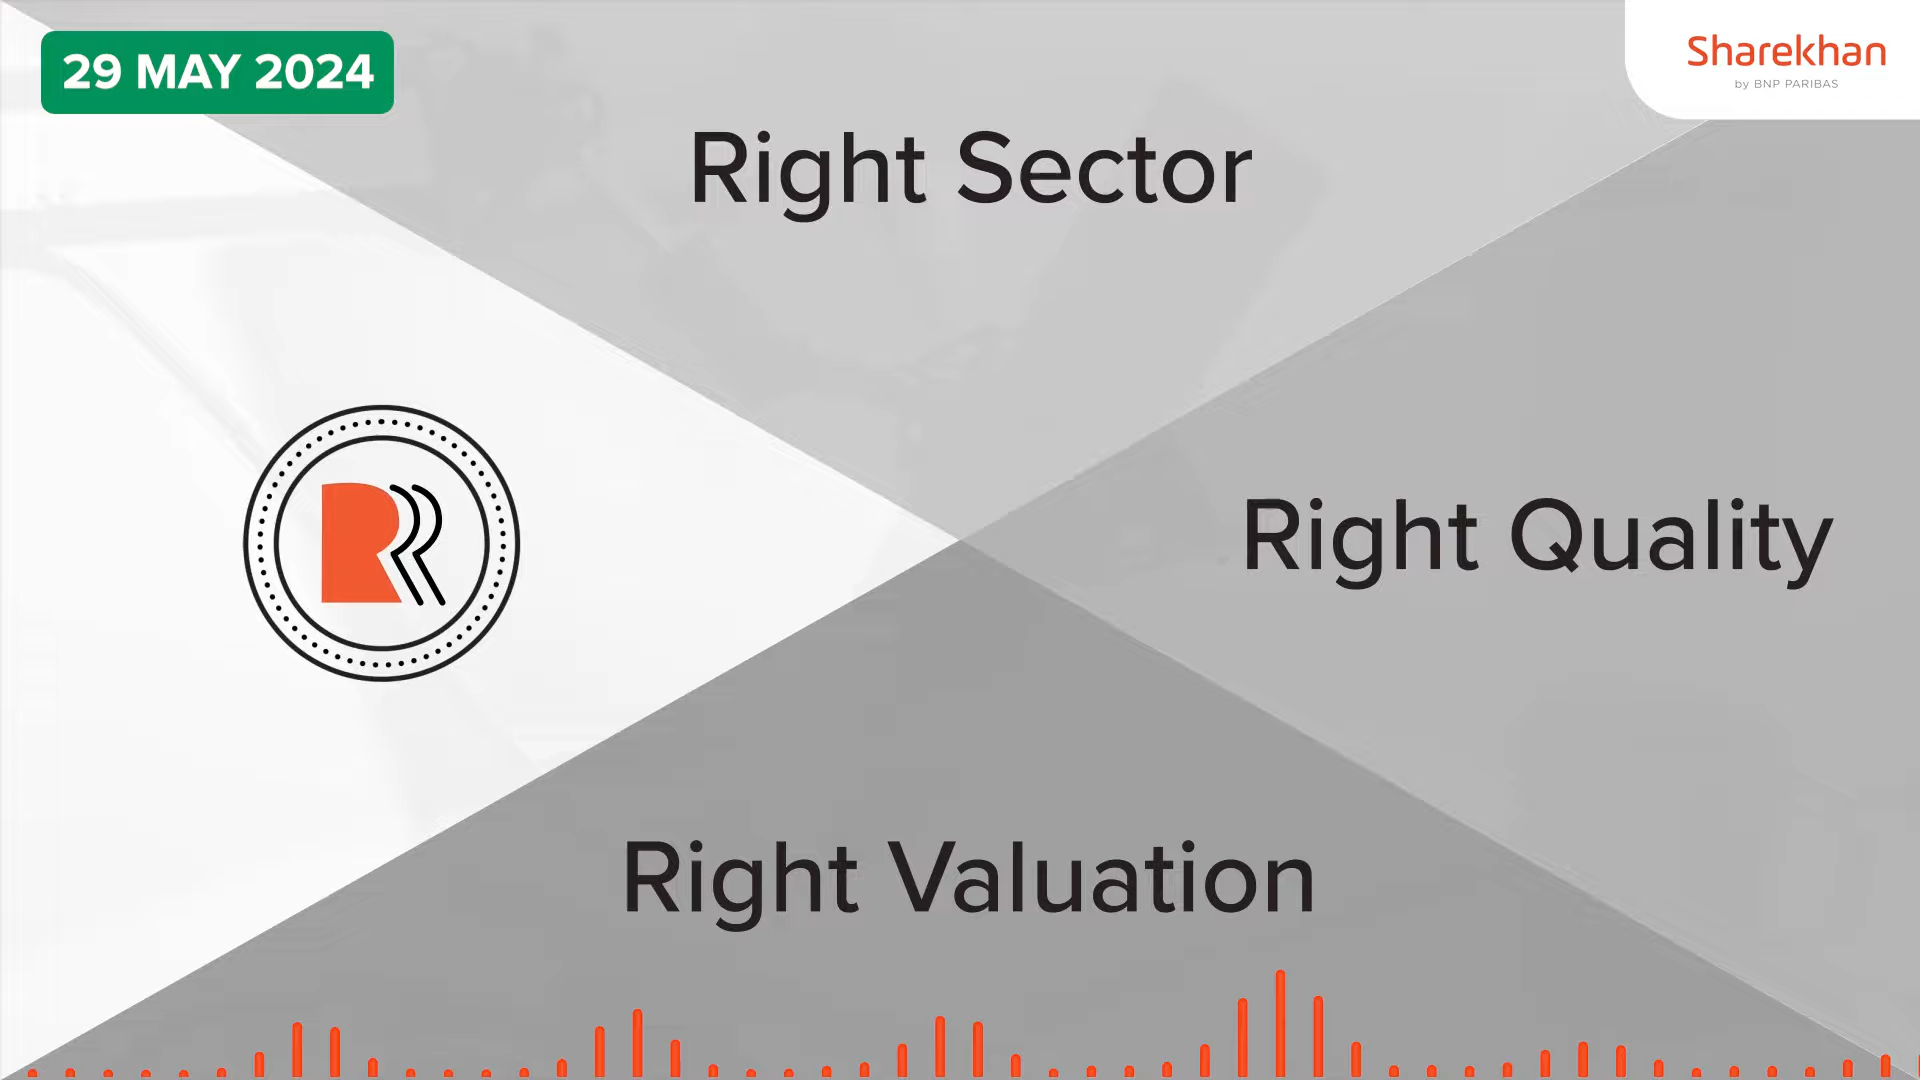 29 MAY 2024
Sharekhan
by BNP PARIBAS
Right Sector
R
Right Quality
Right Valuation